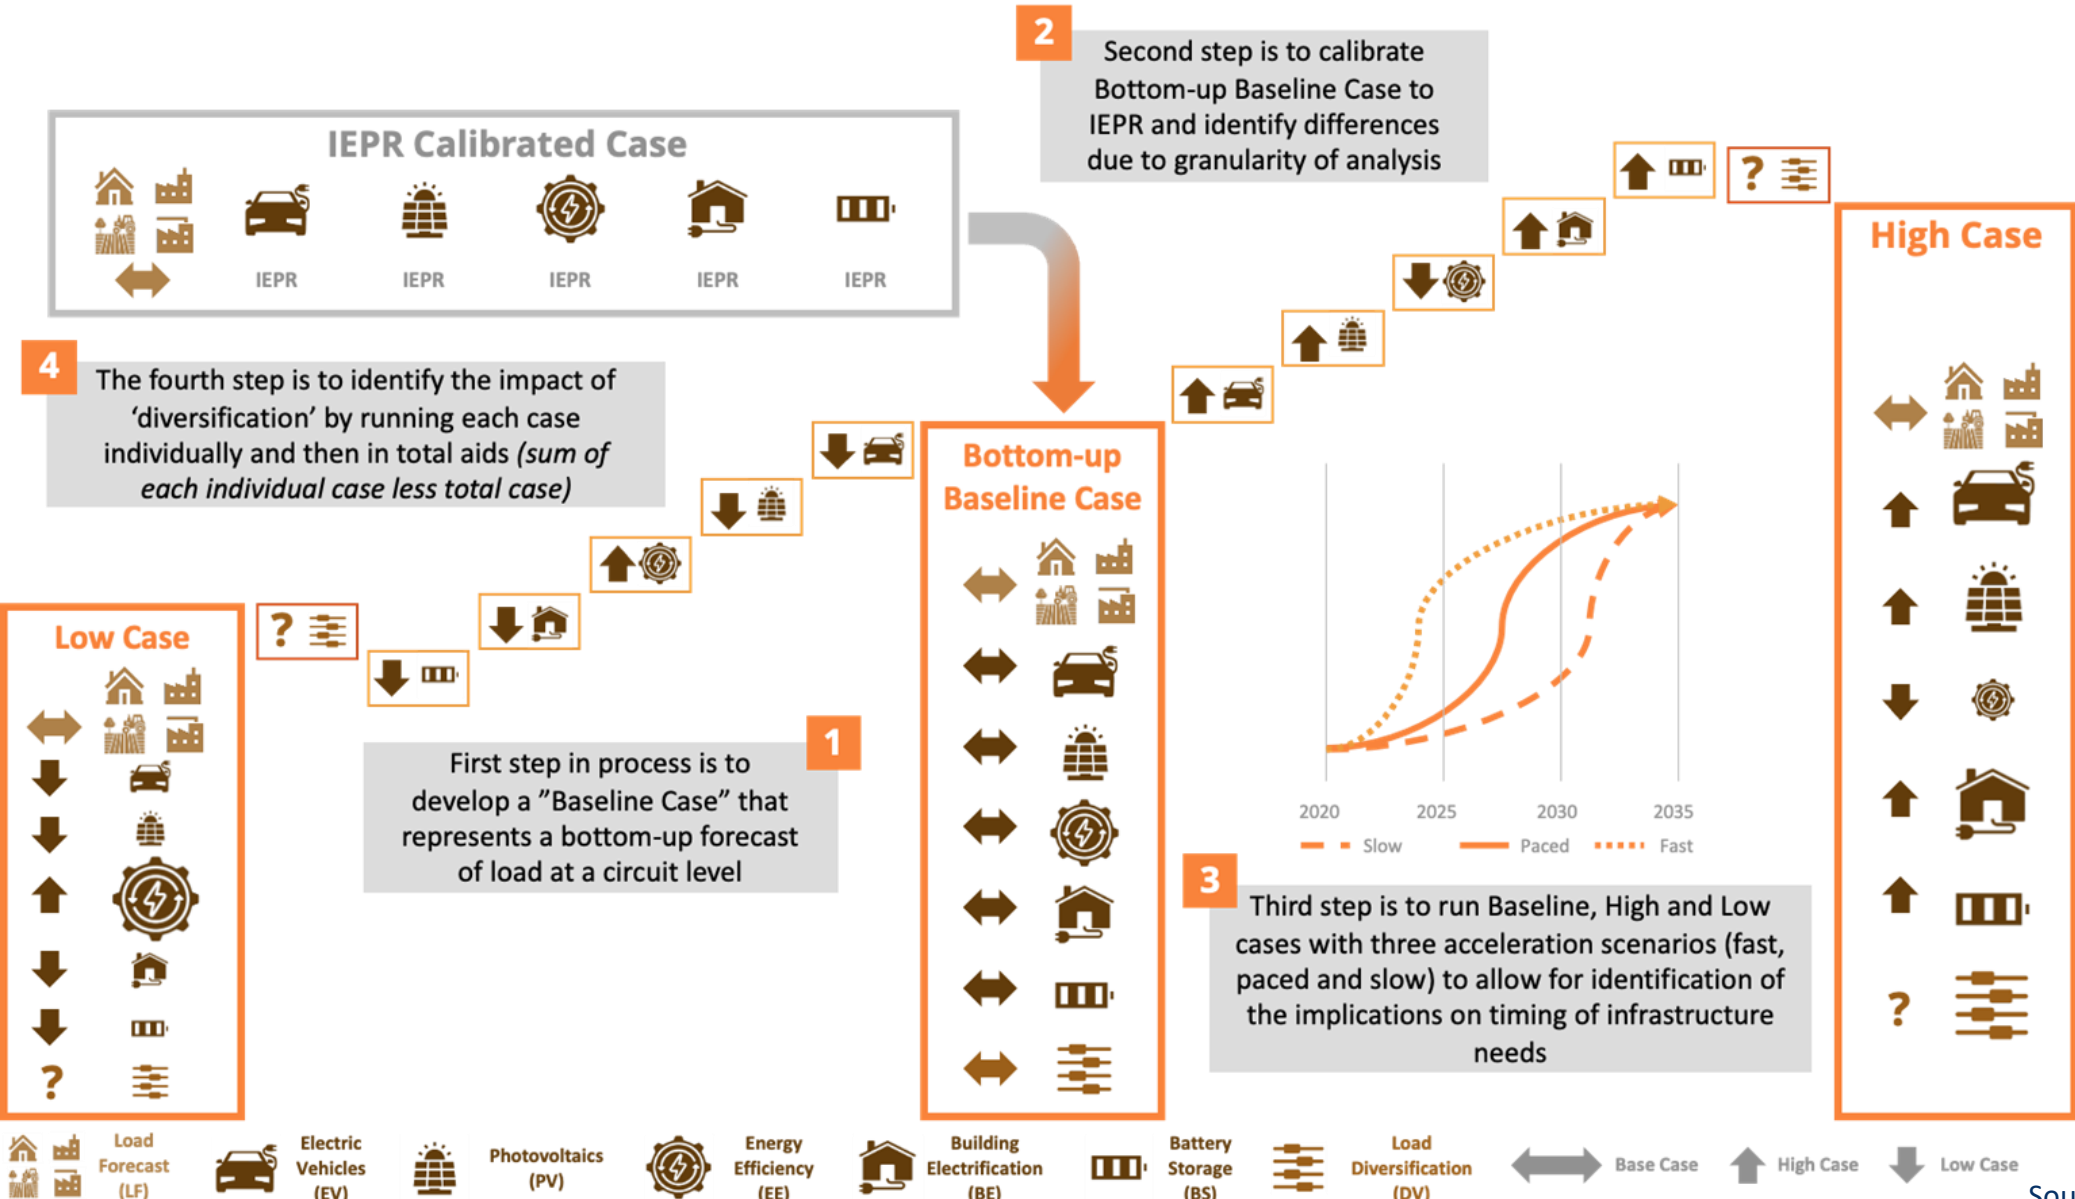 2
Second step is to calibrate
Bottom-up Baseline Case to
IEPR and identify differences
due to granularity of analysis
IEPR Calibrated Case
IEPR
IEPR
IEPR
IEPR
IEPR
?
High Case
?
4
The fourth step is to identify the impact of
‘diversification’ by running each case
individually and then in total aids (sum of
each individual case less total case)
Bottom-up
Baseline Case
Low Case
?
?
1
First step in process is to
develop a ”Baseline Case” that
represents a bottom-up forecast
of load at a circuit level
2020 2025 2030 2035
Slow Paced Fast
3
Third step is to run Baseline, High and Low
cases with three acceleration scenarios (fast,
paced and slow) to allow for identification of
the implications on timing of infrastructure
needs
Load
Forecast
(LF)
Electric
Vehicles
(EV)
Photovoltaics
(PV)
Energy
Efficiency
(EE)
Building
Electrification
(BE)
Battery
Storage
(BS)
Load
Diversification
(DV)
Base Case
High Case
Low Case
Sou